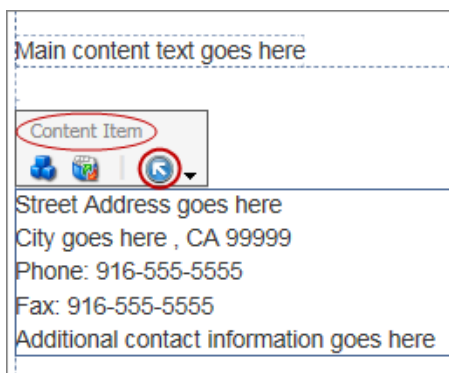 Main content text goes here
Content Item
Street Address goes here
City goes here , CA 99999
Phone: 916-555-5555
Fax: 916-555-5555
Additional contact information goes here